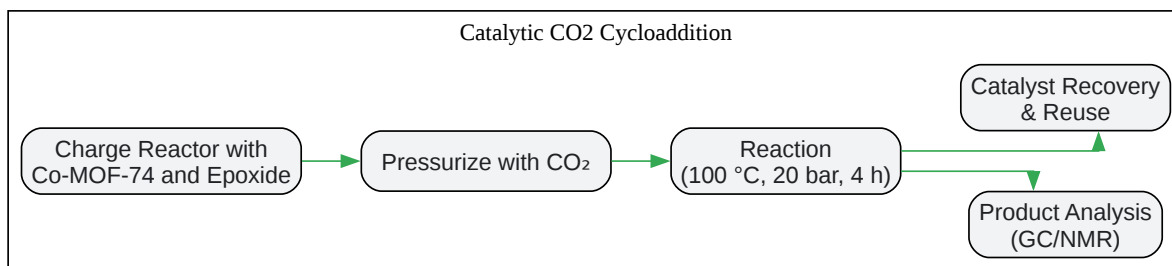 Catalytic CO2 Cycloaddition
Charge Reactor with
Co-MOF-74 and Epoxide
Pressurize with CO₂
Reaction
(100 °C, 20 bar, 4 h)
Catalyst Recovery
& Reuse
Product Analysis
(GC/NMR)